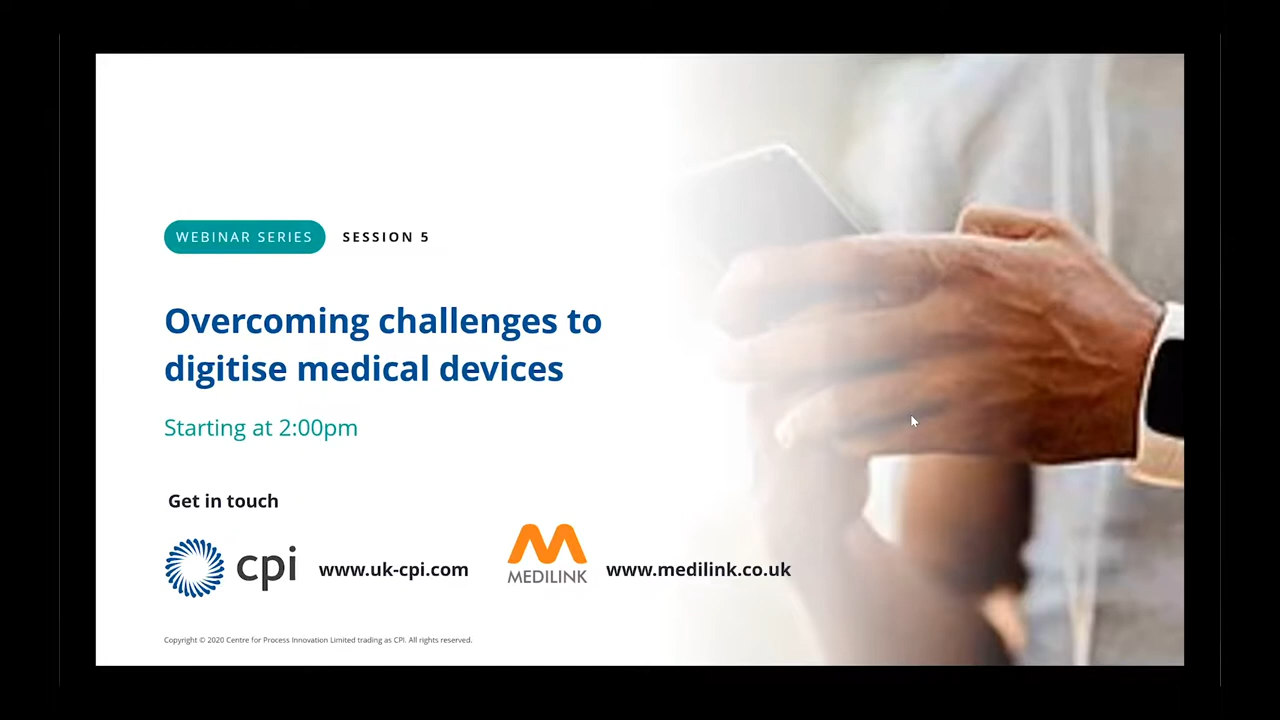 WEBINAR SERIES SESSION 5
Overcoming challenges to
digitise medical devices
Starting at 2:00pm
Get in touch
cpi www.uk-cpi.com MEDILINK www.medilink.co.uk
Copyright © 2020 Centre for Process Innovation Limited trading as CPI. All rights reserved.